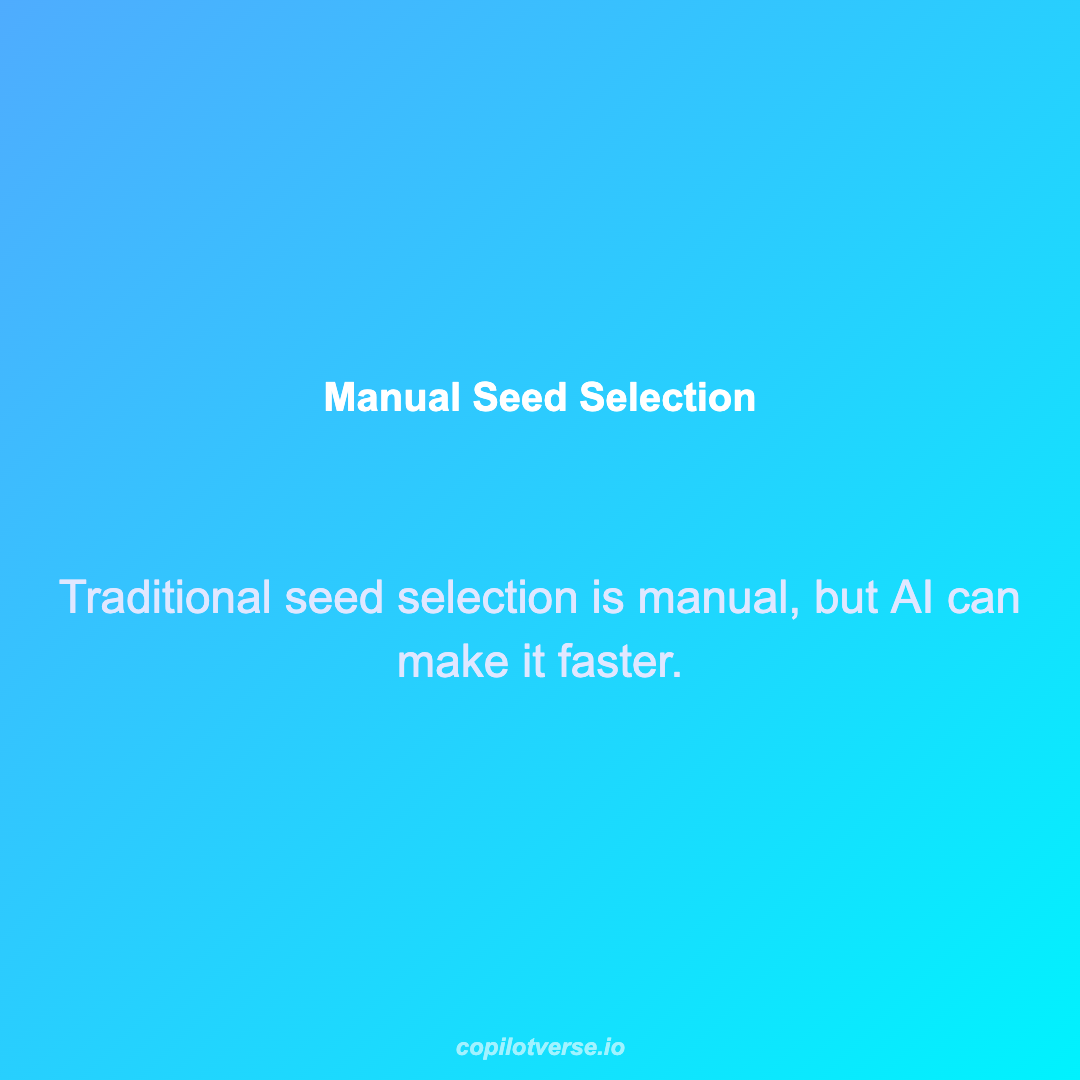 Manual Seed Selection
Traditional seed selection is manual, but AI can
make it faster.
copilotverse.io